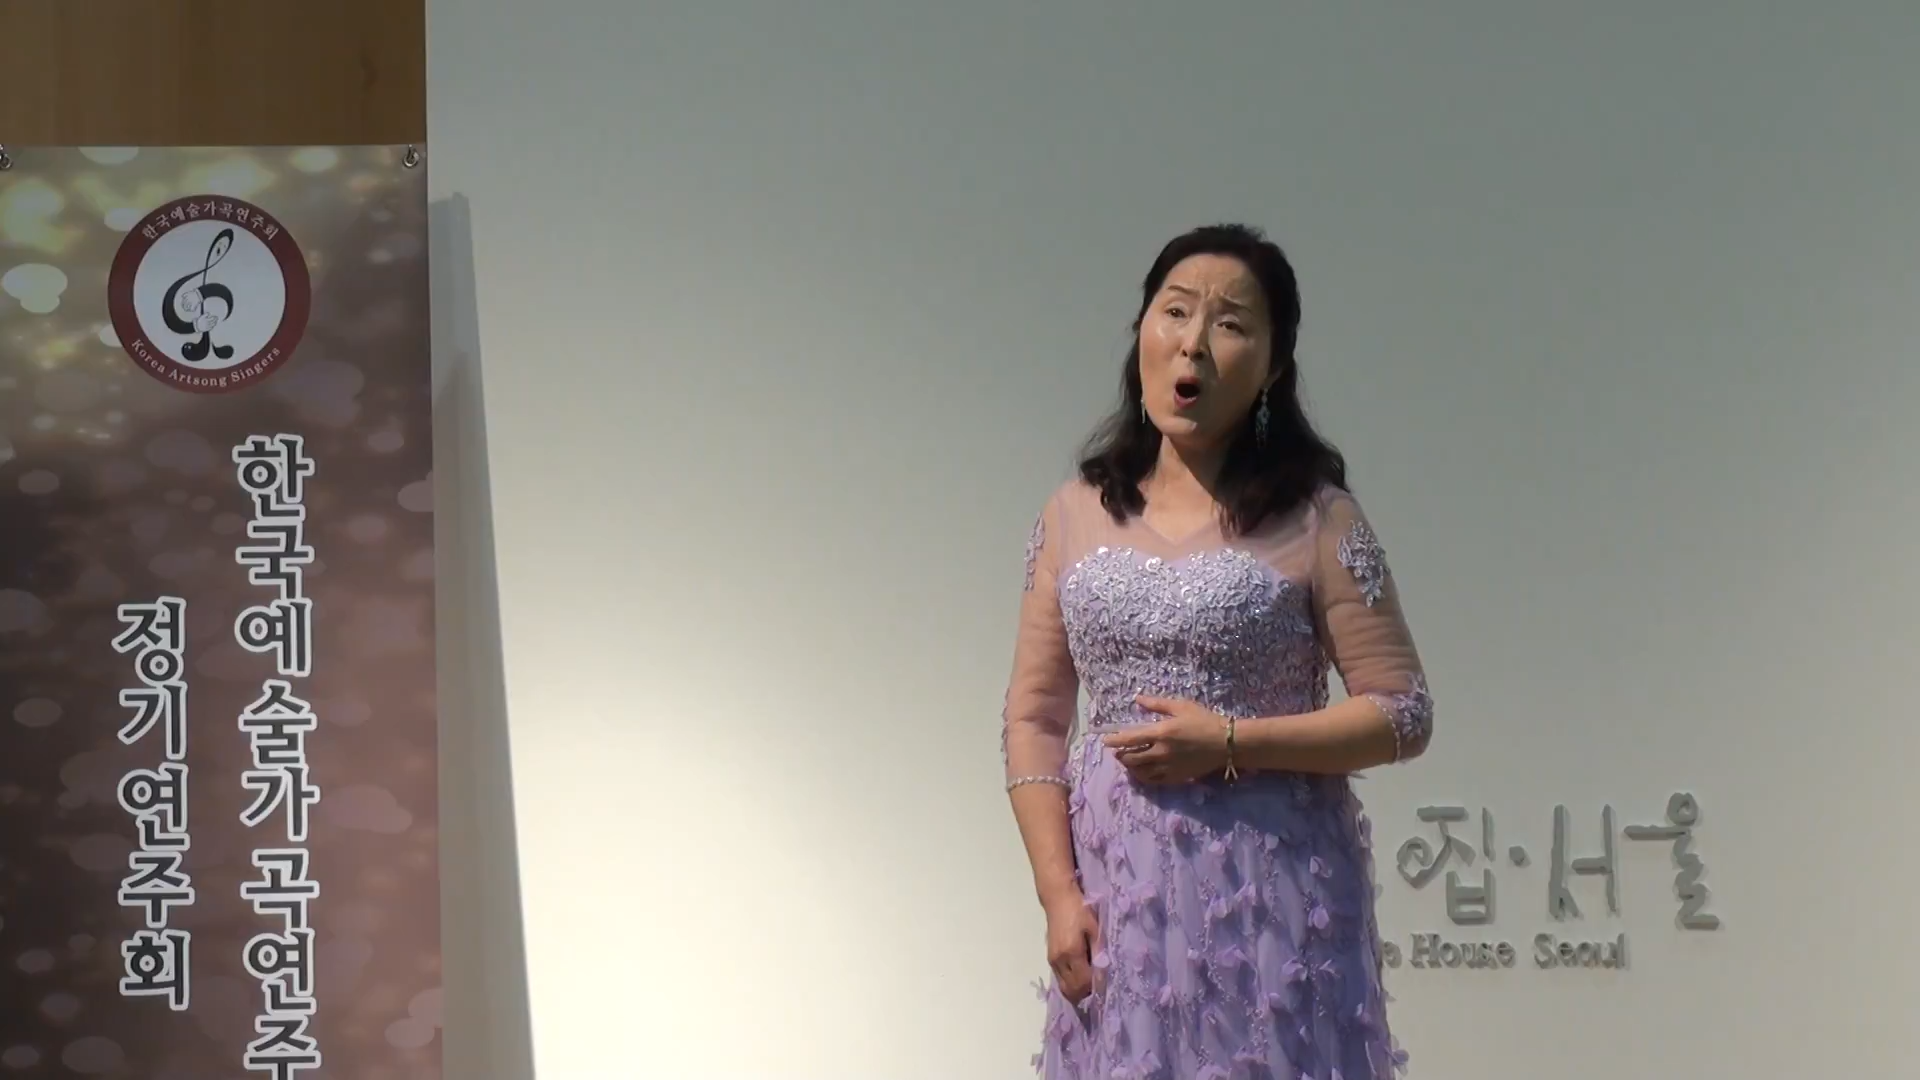 한국예술가곡연주회
Korea Artsong Singers
한국예술가곡연주
정기연주회
집·서울
House Seoul